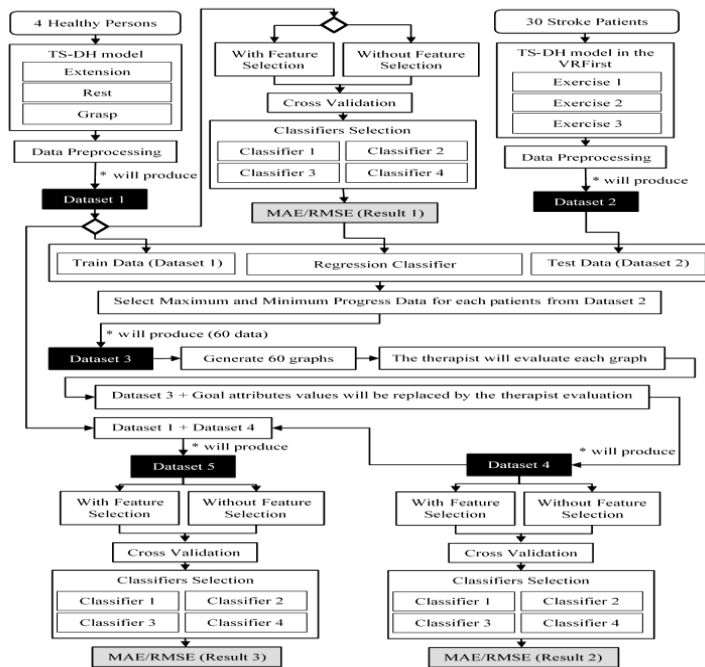 4 Healthy Persons
TS-DH model
Extension
Rest
Grasp
Data Preprocessing
* will produce
Dataset 1
With Feature
Selection
Without Feature
Selection
Cross Validation
Classifiers Selection
Classifier 1
Classifier 2
Classifier 3
Classifier 4
MAE/RMSE (Result 1)
30 Stroke Patients
TS-DH model in the
VRFirst
Exercise 1
Exercise 2
Exercise 3
Data Preprocessing
* will produce
Dataset 2
Train Data (Dataset 1)
Regression Classifier
Test Data (Dataset 2)
Select Maximum and Minimum Progress Data for each patients from Dataset 2
* will produce (60 data)
Dataset 3
Generate 60 graphs
The therapist will evaluate each graph
Dataset 3 + Goal attributes values will be replaced by the therapist evaluation
Dataset 1 + Dataset 4
* will produce
Dataset 5
With Feature
Selection
Without Feature
Selection
Cross Validation
Classifiers Selection
Classifier 1
Classifier 2
Classifier 3
Classifier 4
MAE/RMSE (Result 3)
* will produce
Dataset 4
With Feature
Selection
Without Feature
Selection
Cross Validation
Classifiers Selection
Classifier 1
Classifier 2
Classifier 3
Classifier 4
MAE/RMSE (Result 2)